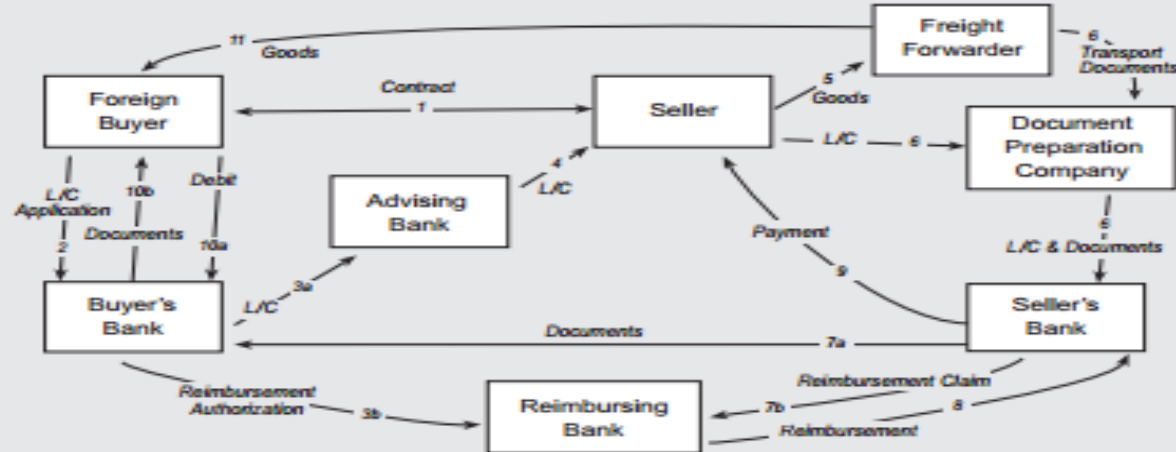 11
Goods
Freight
Forwarder
6
Transport
Documents
Foreign
Buyer
Contract
1
Seller
5
Goods
L/C
6
Document
Preparation
Company
L/C
Application
2
10b
Documents
Debit
10a
Advising
Bank
4
L/C
Payment
9
6
L/C & Documents
Buyer's
Bank
L/C
3a
Documents
7a
Seller's
Bank
Reimbursement
Authorization
3b
Reimbursing
Bank
Reimbursement Claim
7b
8
Reimbursement